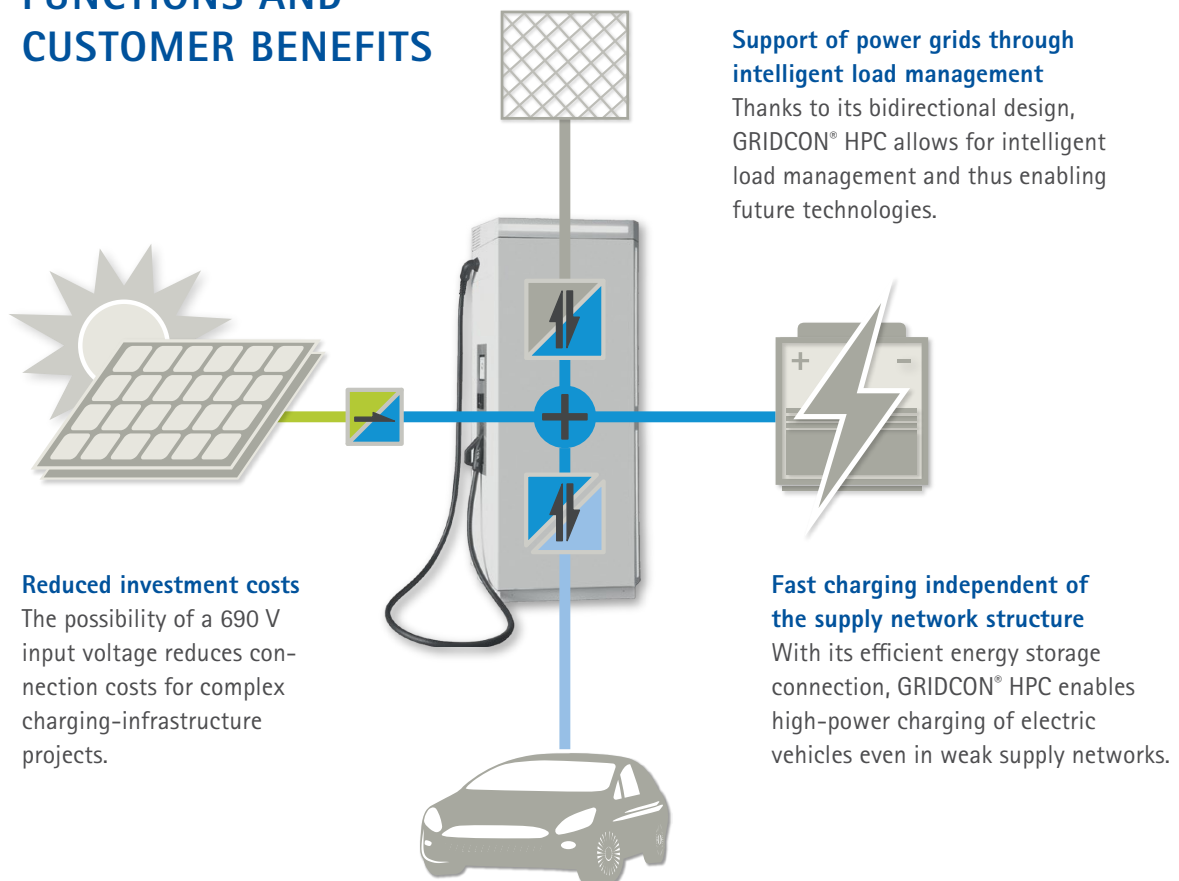 FUNCTIONS AND
CUSTOMER BENEFITS
Support of power grids through
intelligent load management
Thanks to its bidirectional design,
GRIDCON® HPC allows for intelligent
load management and thus enabling
future technologies.
+ -
Reduced investment costs
The possibility of a 690 V
input voltage reduces con-
nection costs for complex
charging-infrastructure
projects.
Fast charging independent of
the supply network structure
With its efficient energy storage
connection, GRIDCON® HPC enables
high-power charging of electric
vehicles even in weak supply networks.